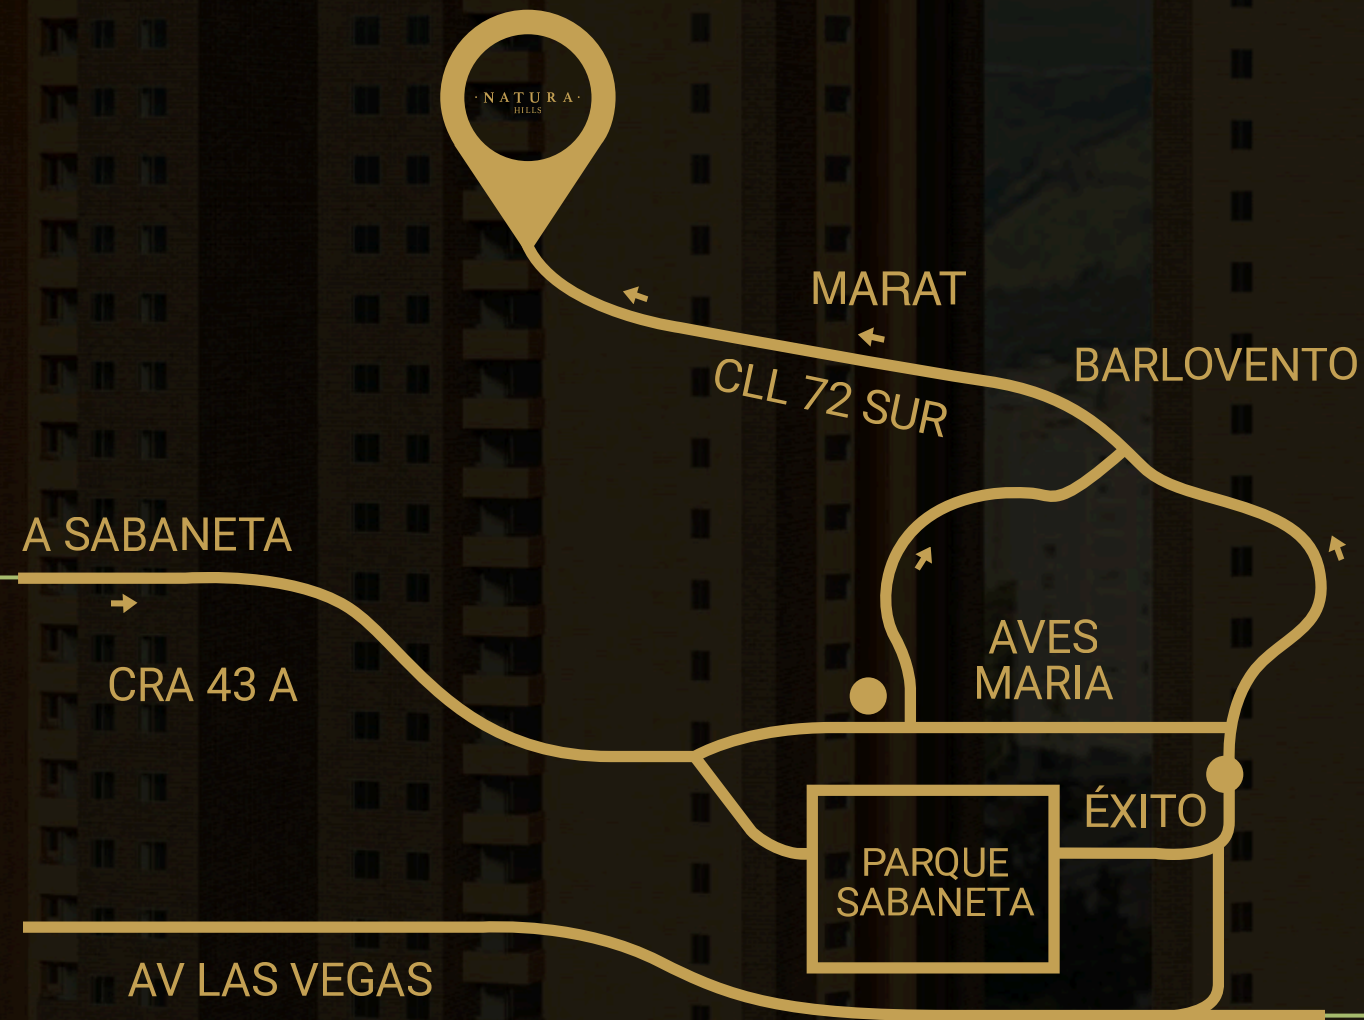 · NATURA ·
HILLS
MARAT
BARLOVENTO
CLL 72 SUR
A SABANETA
CRA 43 A
AVES
MARIA
ÉXITO
PARQUE
SABANETA
AV LAS VEGAS